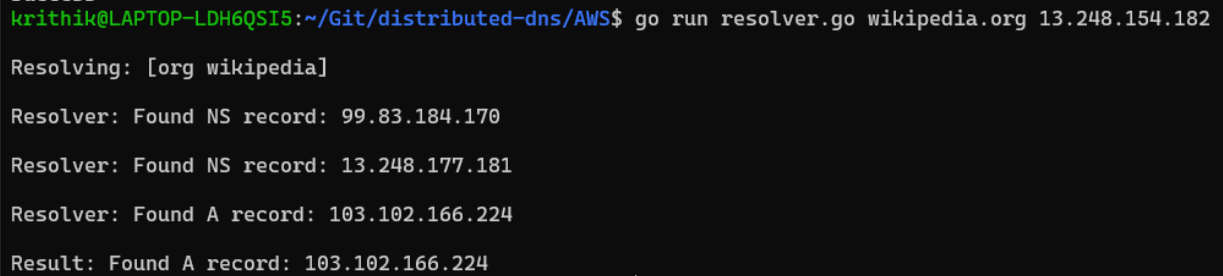 krithik@LAPTOP-LDH6QSI5:~/Git/distributed-dns/AWS$ go run resolver.go wikipedia.org 13.248.154.182
Resolving: [org wikipedia]
Resolver: Found NS record: 99.83.184.170
Resolver: Found NS record: 13.248.177.181
Resolver: Found A record: 103.102.166.224
Result: Found A record: 103.102.166.224